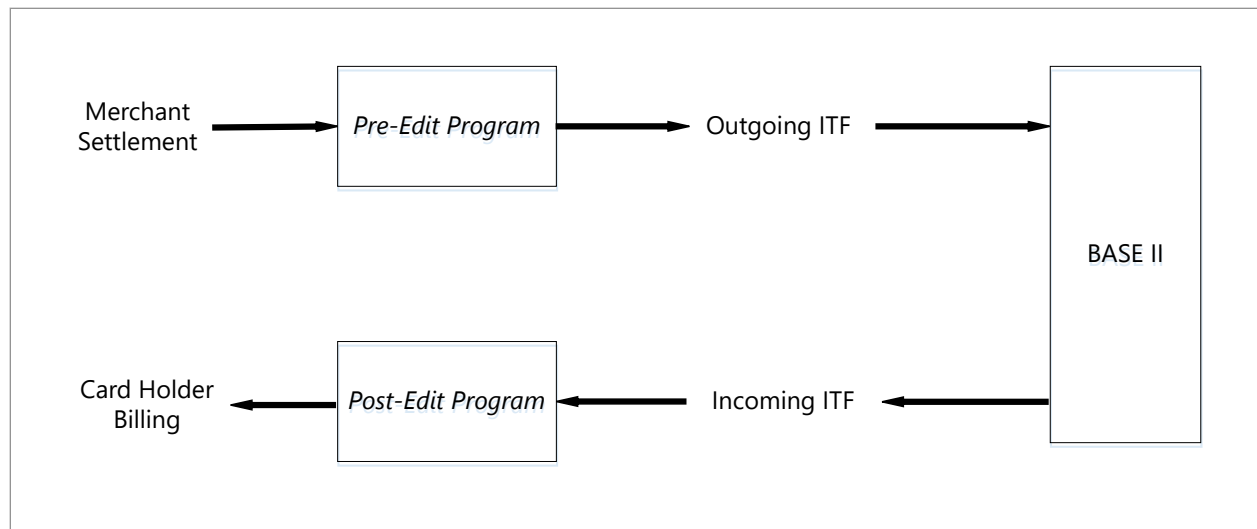 Merchant
Settlement
Pre-Edit Program
Outgoing ITF
BASE II
Card Holder
Billing
Post-Edit Program
Incoming ITF